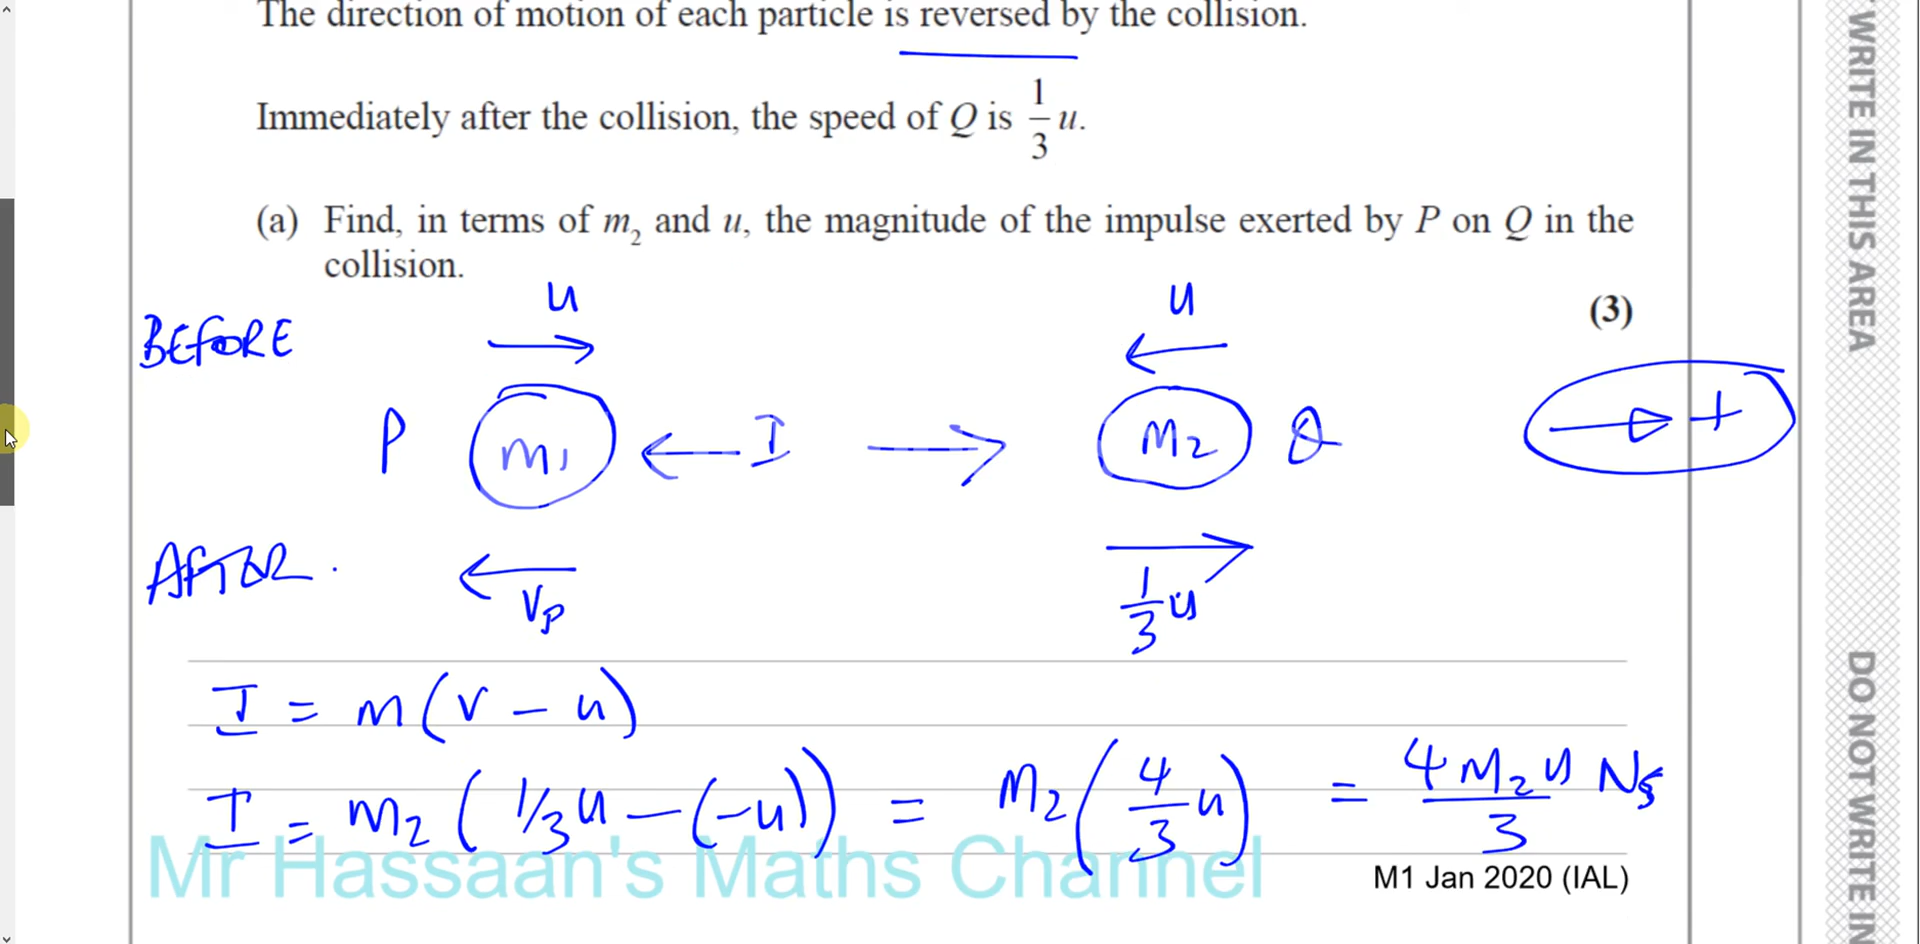 The direction of motion of each particle is reversed by the collision.
Immediately after the collision, the speed of Q is 1/3 u.
(a) Find, in terms of m₂ and u, the magnitude of the impulse exerted by P on Q in the
collision.
(3)
BEFORE
u
u
P m₁ ← I → m₂ Q
→ +
AFTER.
Vp
1/3 u
I = m(v - u)
I = m₂(1/3u - (-u)) = m₂(4/3 u) = 4m₂u/3 Ns
Mr Hassaan's Maths Channel
M1 Jan 2020 (IAL)
WRITE IN THIS AREA
DO NOT WRITE IN